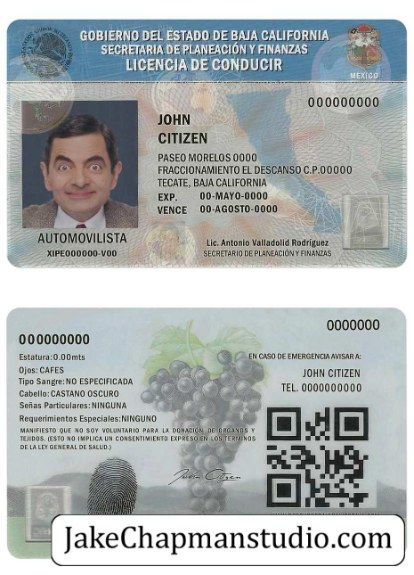 GOBIERNO DEL ESTADO DE BAJA CALIFORNIA
SECRETARIA DE PLANEACIÓN Y FINANZAS
LICENCIA DE CONDUCIR
MEXICO
000000000
JOHN
CITIZEN
PASEO MORELOS 0000
FRACCIONAMIENTO EL DESCANSO C.P.00000
TECATE, BAJA CALIFORNIA
EXP. 00-MAYO-0000
VENCE 00-AGOSTO-0000
AUTOMOVILISTA
XIPE000000-V00
Lic. Antonio Valladolid Rodríguez
SECRETARIO DE PLANEACIÓN Y FINANZAS
0000000
000000000
Estatura:0.00mts
Ojos: CAFES
Tipo Sangre:NO ESPECIFICADA
Cabello:CASTANO OSCURO
Señas Particulares:NINGUNA
Requerimientos Especiales:NINGUNO
MANIFIESTO QUE NO SOY VOLUNTARIO PARA LA DONACIÓN DE ORGANOS Y
TEJIDOS. (ESTO NO IMPLICA UN CONSENTIMIENTO EXPRESO EN LOS TERMINOS
DE LA LEY GENERAL DE SALUD.)
EN CASO DE EMERGENCIA AVISAR A:
JOHN CITIZEN
TEL. 0000000000
John Citizen
JakeChapmanstudio.com